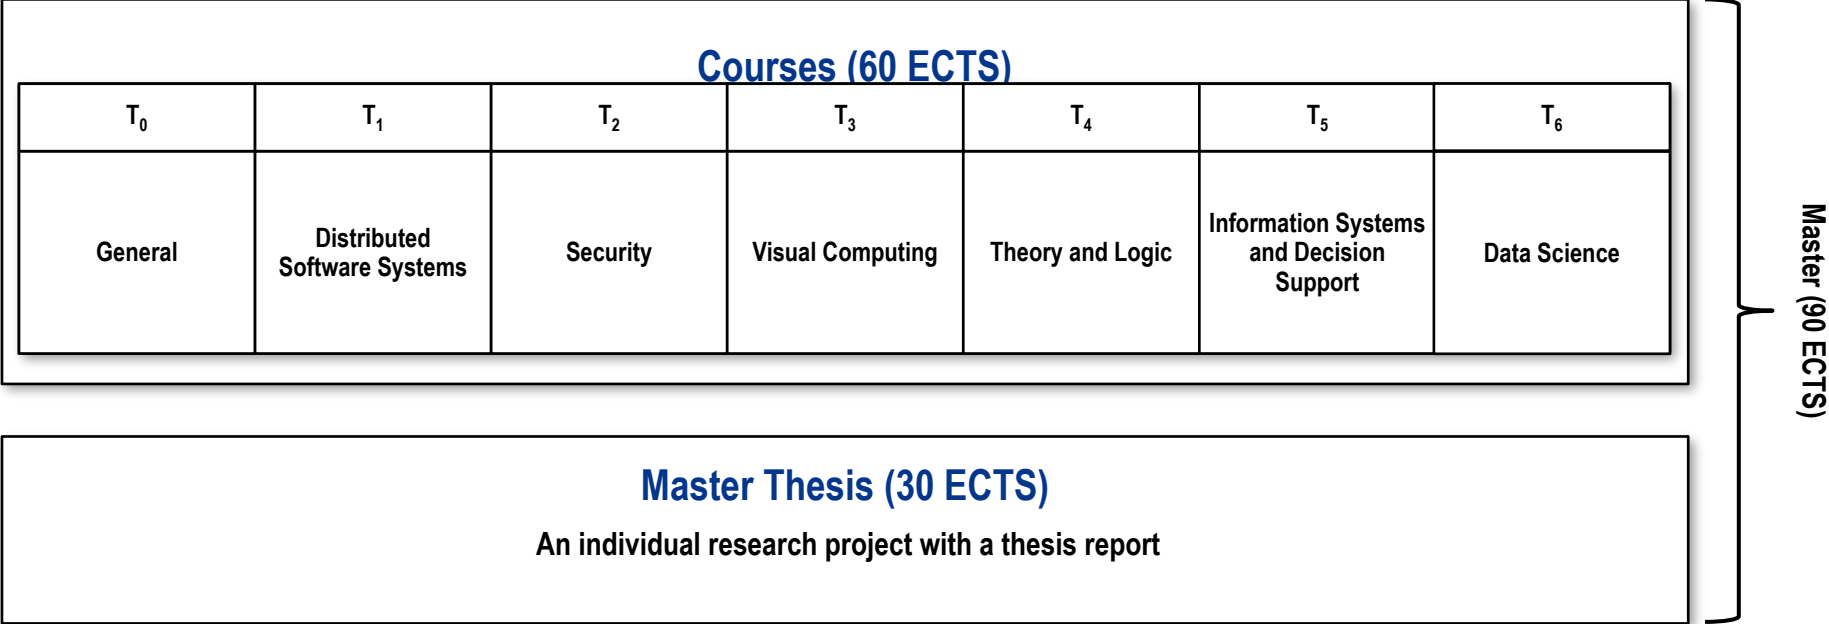 Courses (60 ECTS)
T0
T1
T2
T3
T4
T5
T6
General
Distributed
Software Systems
Security
Visual Computing
Theory and Logic
Information Systems
and Decision
Support
Data Science
Master Thesis (30 ECTS)
An individual research project with a thesis report
Master (90 ECTS)